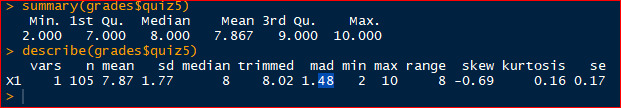 > summary(grades$quiz5)
Min. 1st Qu. Median Mean 3rd Qu. Max.
2.000 7.000 8.000 7.867 9.000 10.000
> describe(grades$quiz5)
vars n mean sd median trimmed mad min max range skew kurtosis se
X1 1 105 7.87 1.77 8 8.02 1.48 2 10 8 -0.69 0.16 0.17
>